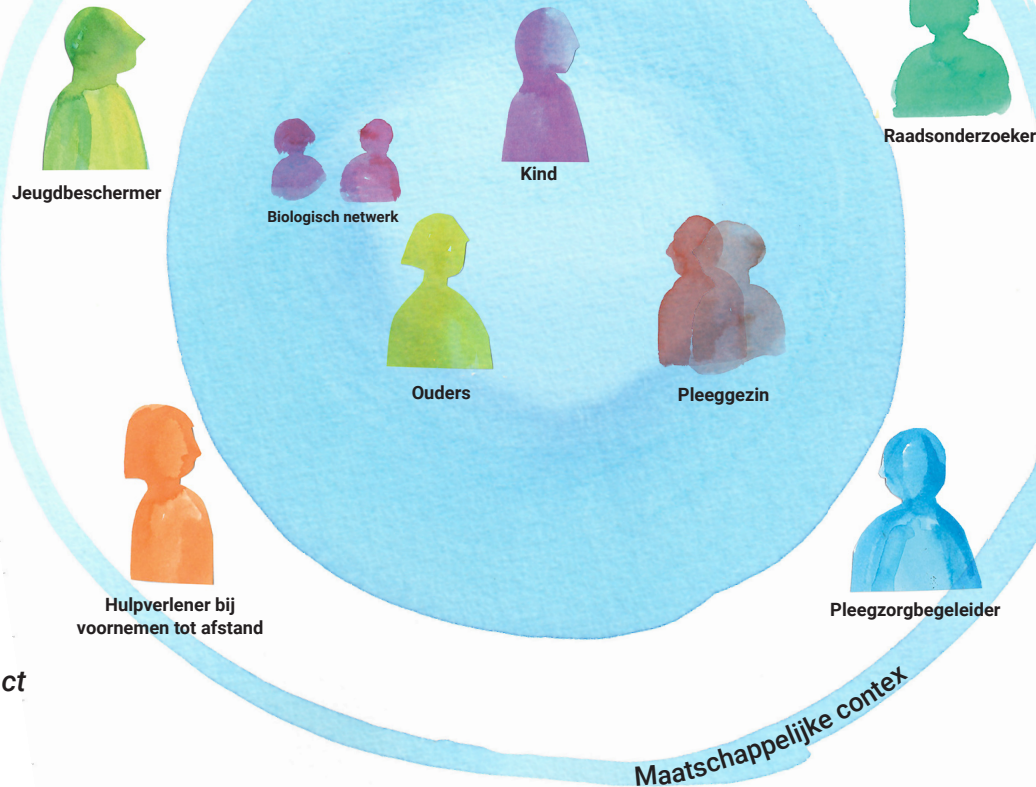 Raadsonderzoeker
Kind
Jeugdbeschermer
Biologisch netwerk
Ouders
Pleeggezin
Hulpverlener bij
voornemen tot afstand
Pleegzorgbegeleider
ct
Maatschappelijke contex